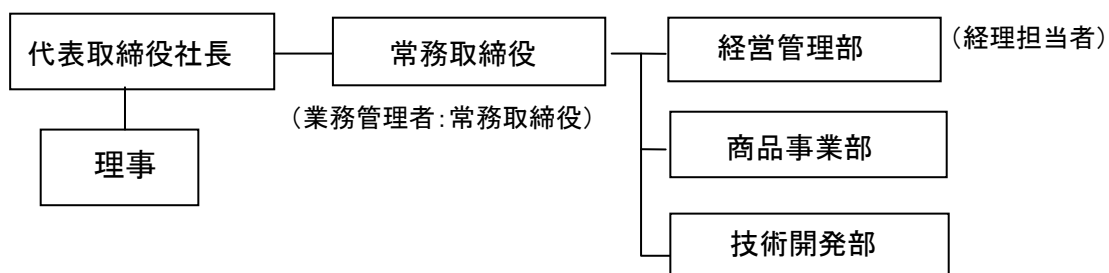 代表取締役社長
常務取締役
経営管理部
(経理担当者)
(業務管理者:常務取締役)
理事
商品事業部
技術開発部